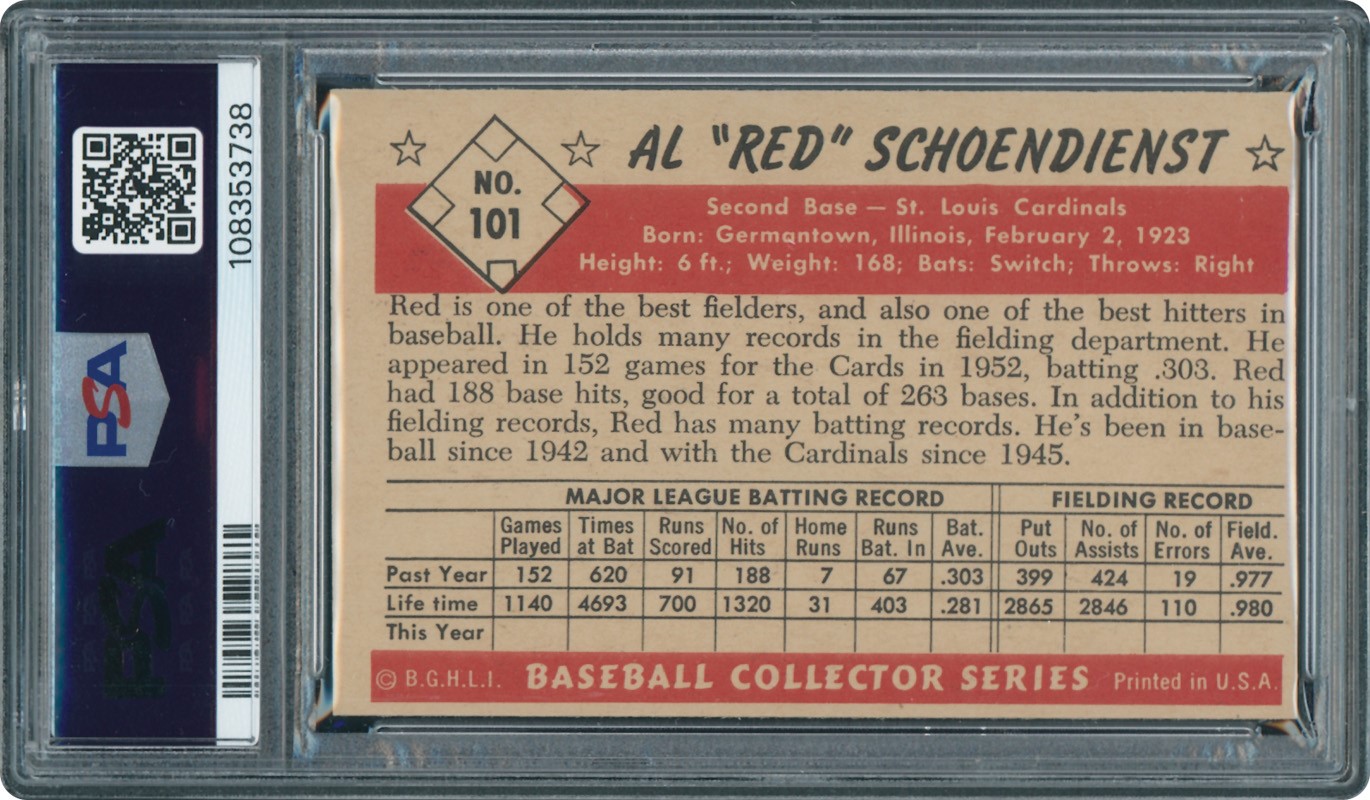 108353738
PSA
PSA
NO.
101
AL "RED" SCHOENDIENST
Second Base — St. Louis Cardinals
Born: Germantown, Illinois, February 2, 1923
Height: 6 ft.; Weight: 168; Bats: Switch; Throws: Right
Red is one of the best fielders, and also one of the best hitters in
baseball. He holds many records in the fielding department. He
appeared in 152 games for the Cards in 1952, batting .303. Red
had 188 base hits, good for a total of 263 bases. In addition to his
fielding records, Red has many batting records. He's been in base-
ball since 1942 and with the Cardinals since 1945.
MAJOR LEAGUE BATTING RECORD FIELDING RECORD
Games Times Runs No. of Home Runs Bat. Put No. of No. of Field.
Played at Bat Scored Hits Runs Bat. In Ave. Outs Assists Errors Ave.
Past Year 152 620 91 188 7 67 .303 399 424 19 .977
Life time 1140 4693 700 1320 31 403 .281 2865 2846 110 .980
This Year
© B.G.H.L.I. BASEBALL COLLECTOR SERIES Printed in U.S.A.